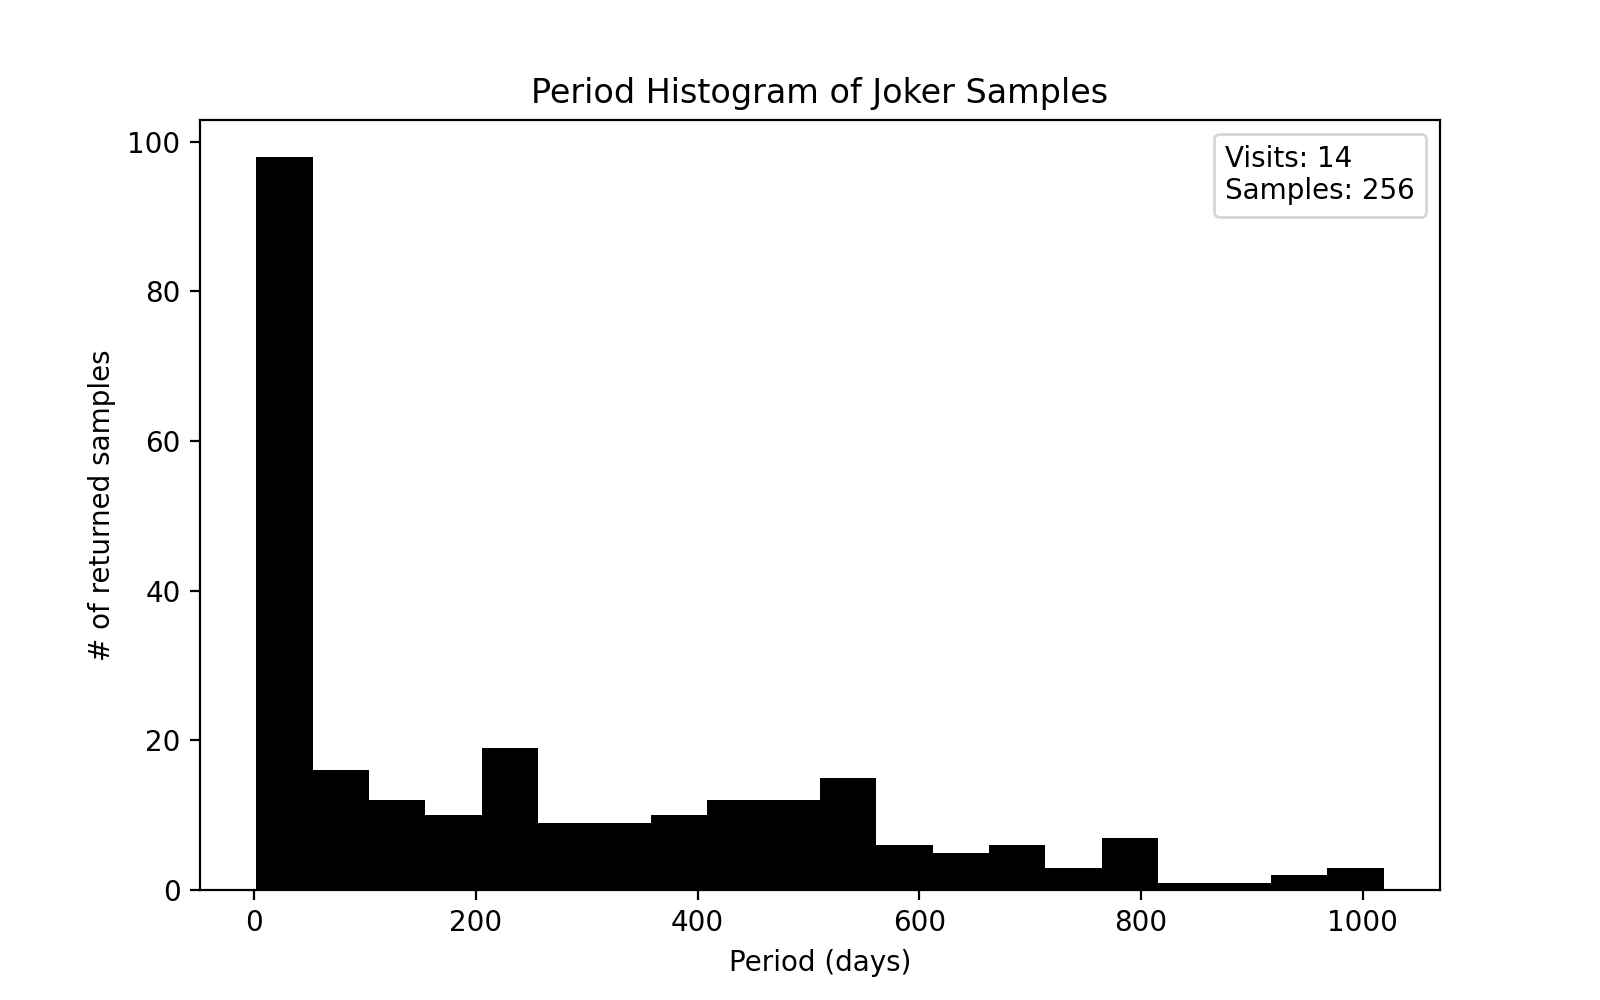 Period Histogram of Joker Samples
Visits: 14
Samples: 256
# of returned samples
100
80
60
40
20
0
0 200 400 600 800 1000
Period (days)